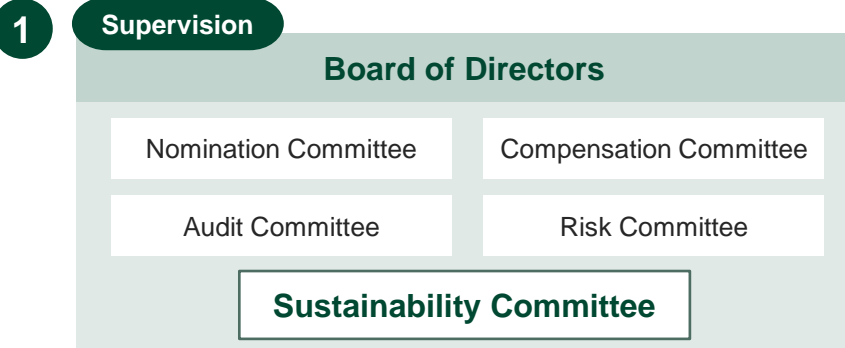 1
Supervision
Board of Directors
Nomination Committee
Compensation Committee
Audit Committee
Risk Committee
Sustainability Committee